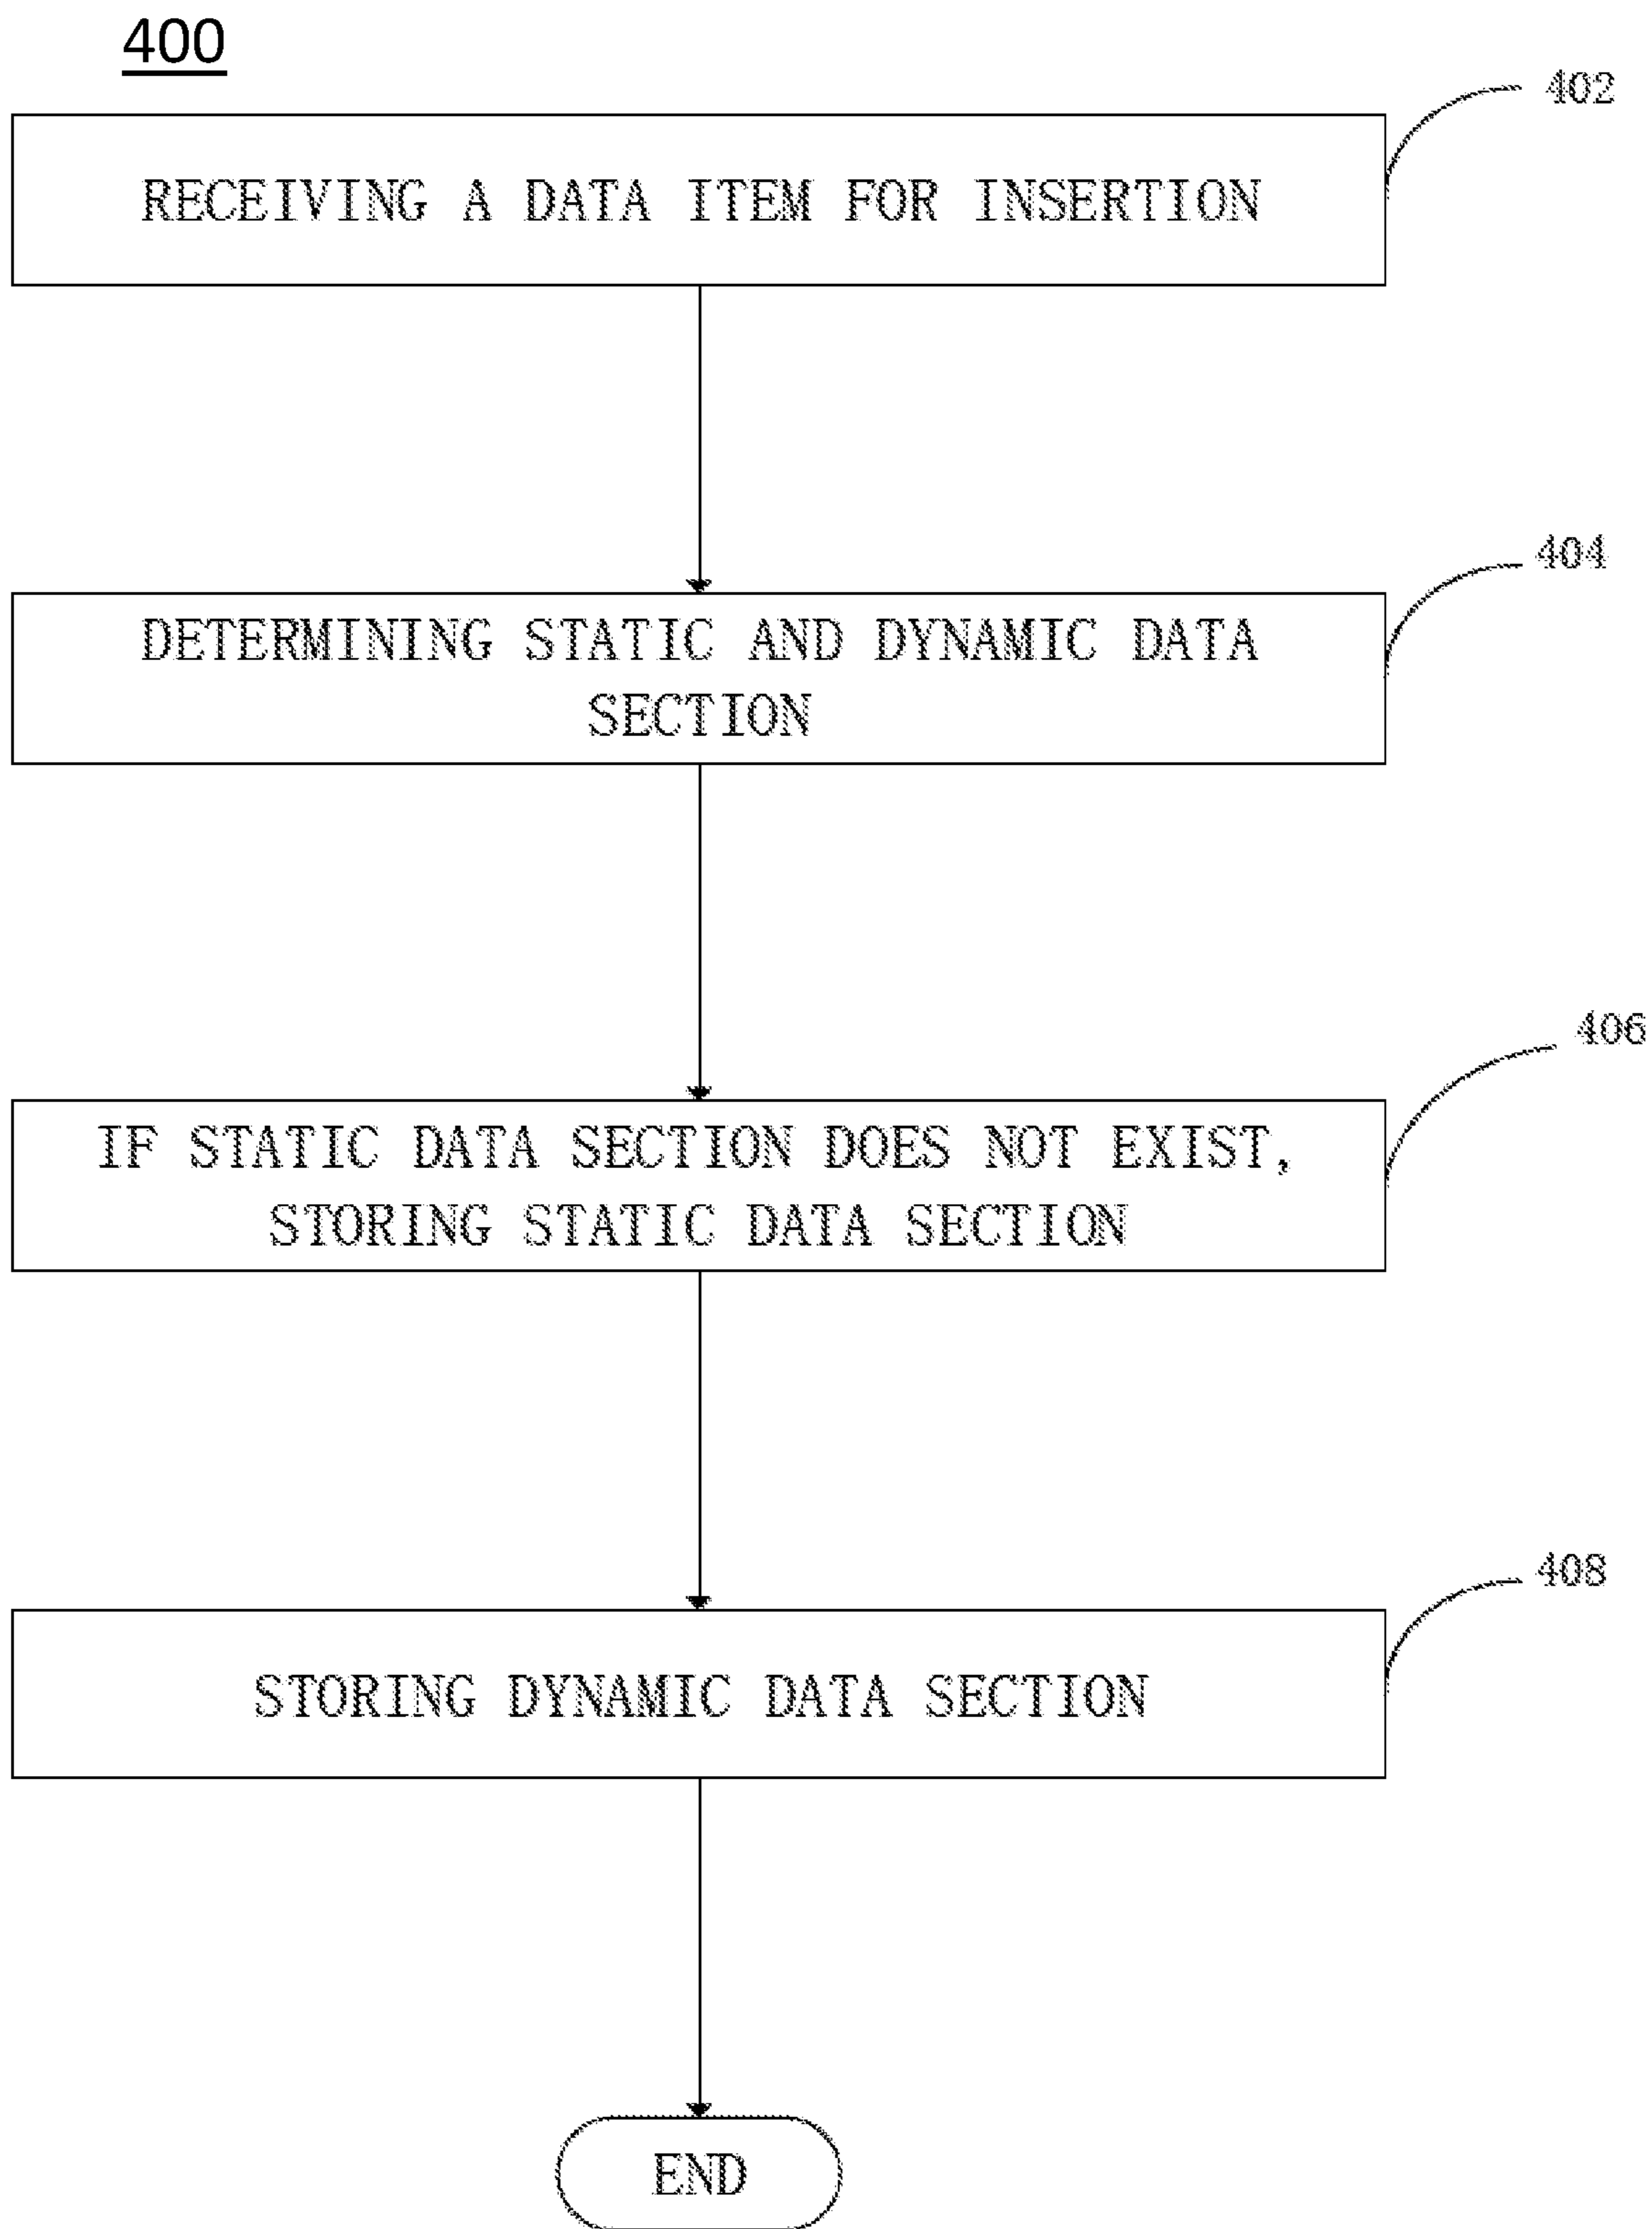 400
402
RECEIVING A DATA ITEM FOR INSERTION
404
DETERMINING STATIC AND DYNAMIC DATA
SECTION
406
IF STATIC DATA SECTION DOES NOT EXIST,
STORING STATIC DATA SECTION
408
STORING DYNAMIC DATA SECTION
END